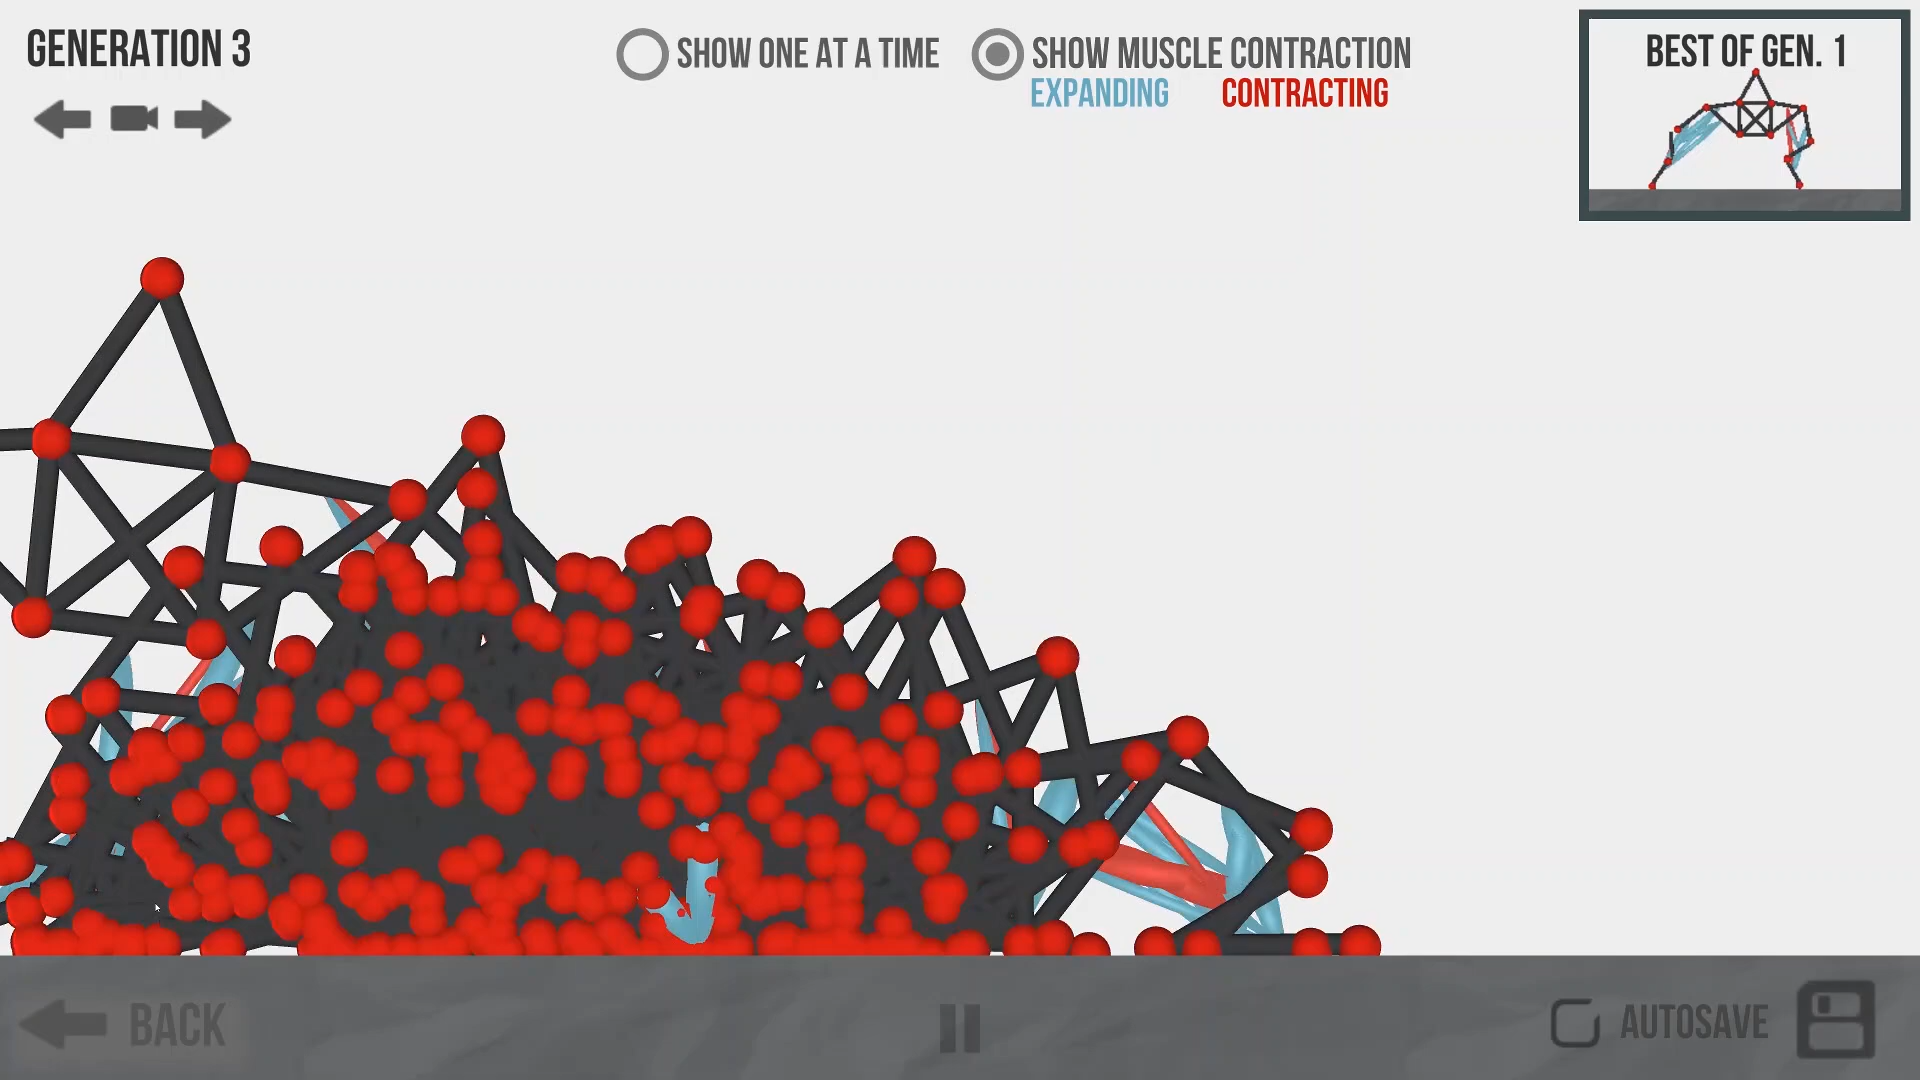 GENERATION 3
SHOW ONE AT A TIME
SHOW MUSCLE CONTRACTION
EXPANDING CONTRACTING
BEST OF GEN. 1
BACK
AUTOSAVE